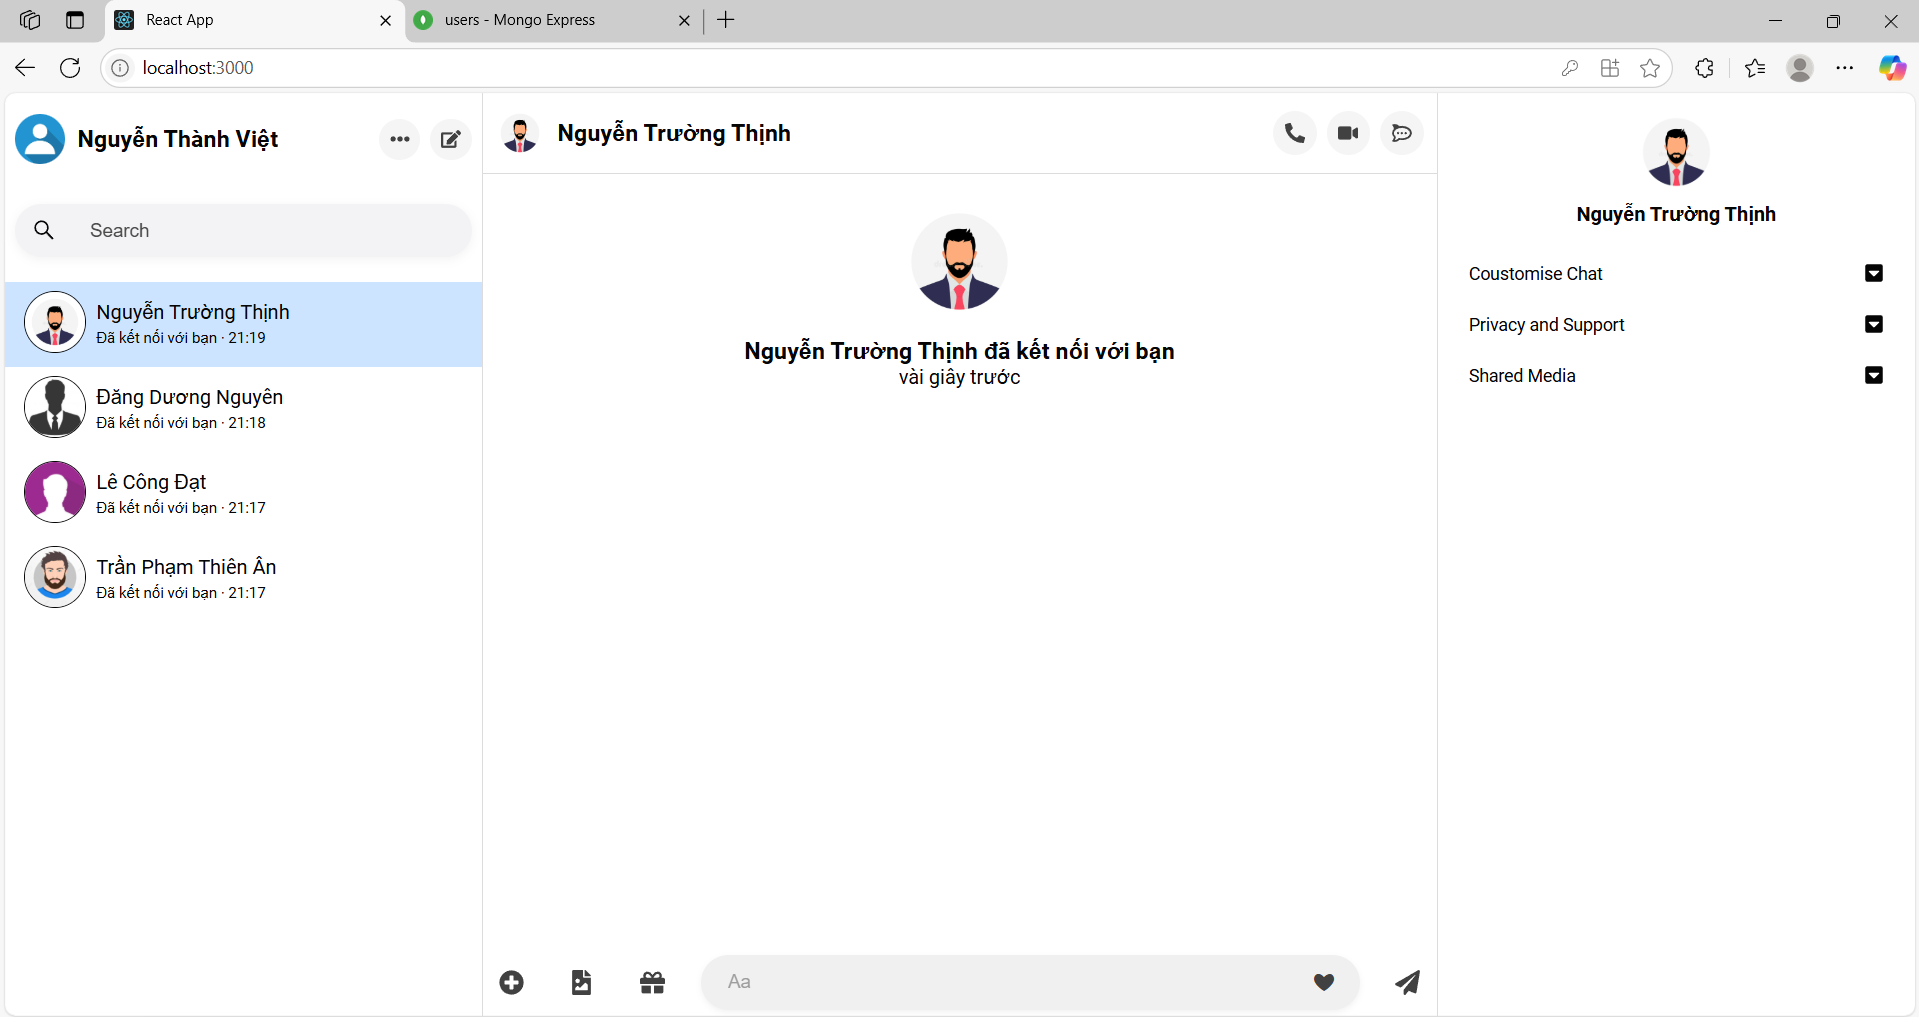 React App
users - Mongo Express
localhost:3000
Nguyễn Thành Việt
Search
Nguyễn Trường Thịnh
Đã kết nối với bạn · 21:19
Đăng Dương Nguyên
Đã kết nối với bạn · 21:18
Lê Công Đạt
Đã kết nối với bạn · 21:17
Trần Phạm Thiên Ân
Đã kết nối với bạn · 21:17
Nguyễn Trường Thịnh
Nguyễn Trường Thịnh đã kết nối với bạn
vài giây trước
Aa
Nguyễn Trường Thịnh
Coustomise Chat
Privacy and Support
Shared Media